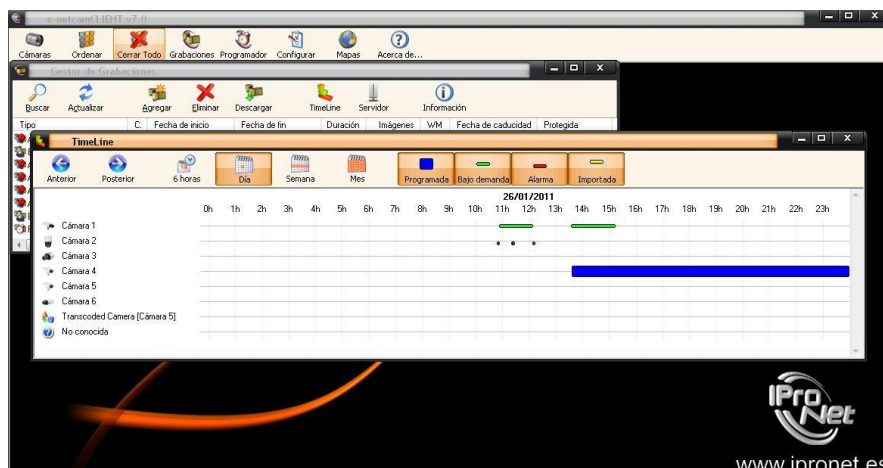 e-netcamCLIENT v7.0
Cámaras Ordenar Cerrar Todo Grabaciones Programador Configurar Mapas Acerca de...
Gestor de Grabaciones
Buscar Actualizar Agregar Eliminar Descargar TimeLine Servidor Información
Tipo C. Fecha de inicio Fecha de fin Duración Imágenes WM Fecha de caducidad Protegida
TimeLine
Anterior Posterior 6 horas Día Semana Mes Programada Bajo demanda Alarma Importada
26/01/2011
0h 1h 2h 3h 4h 5h 6h 7h 8h 9h 10h 11h 12h 13h 14h 15h 16h 17h 18h 19h 20h 21h 22h 23h
Cámara 1
Cámara 2
Cámara 3
Cámara 4
Cámara 5
Cámara 6
Transcoded Camera [Cámara 5]
No conocida
IProNet
www.ipronet.es